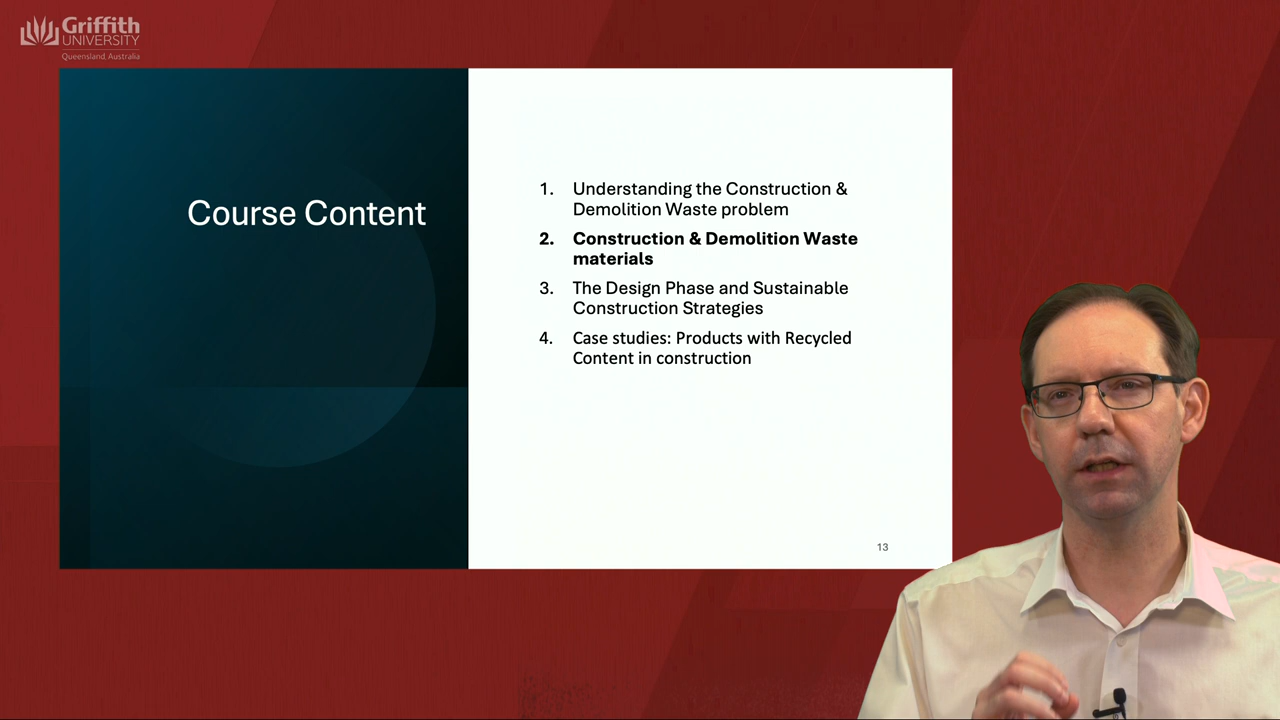 Griffith
UNIVERSITY
Queensland, Australia
Course Content
1. Understanding the Construction &
Demolition Waste problem
2. Construction & Demolition Waste
materials
3. The Design Phase and Sustainable
Construction Strategies
4. Case studies: Products with Recycled
Content in construction
13